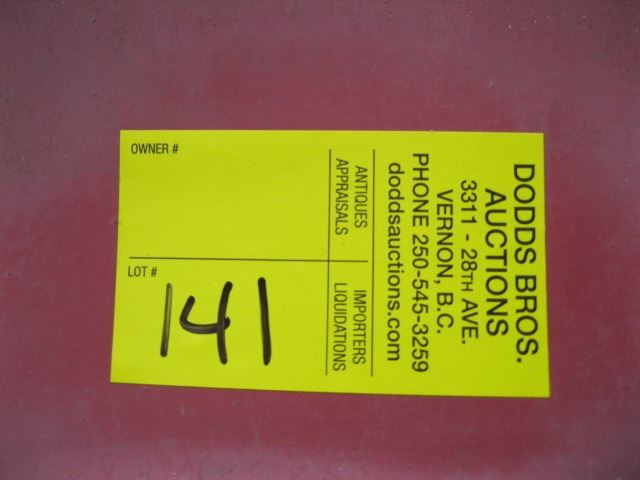 DODDS BROS.
AUCTIONS
3311 - 28TH AVE.
VERNON, B.C.
PHONE 250-545-3259
doddsauctions.com
ANTIQUES
APPRAISALS
IMPORTERS
LIQUIDATIONS
OWNER #
LOT #
141